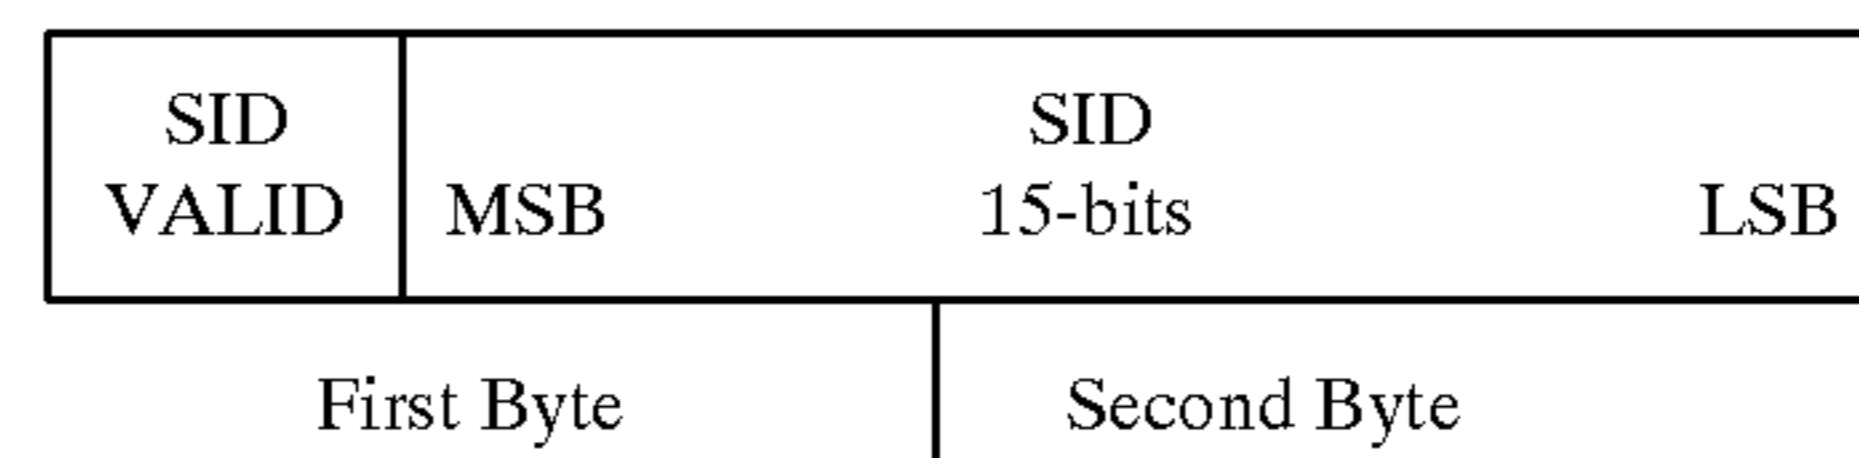 SID SID
VALID MSB 15-bits LSB
First Byte Second Byte